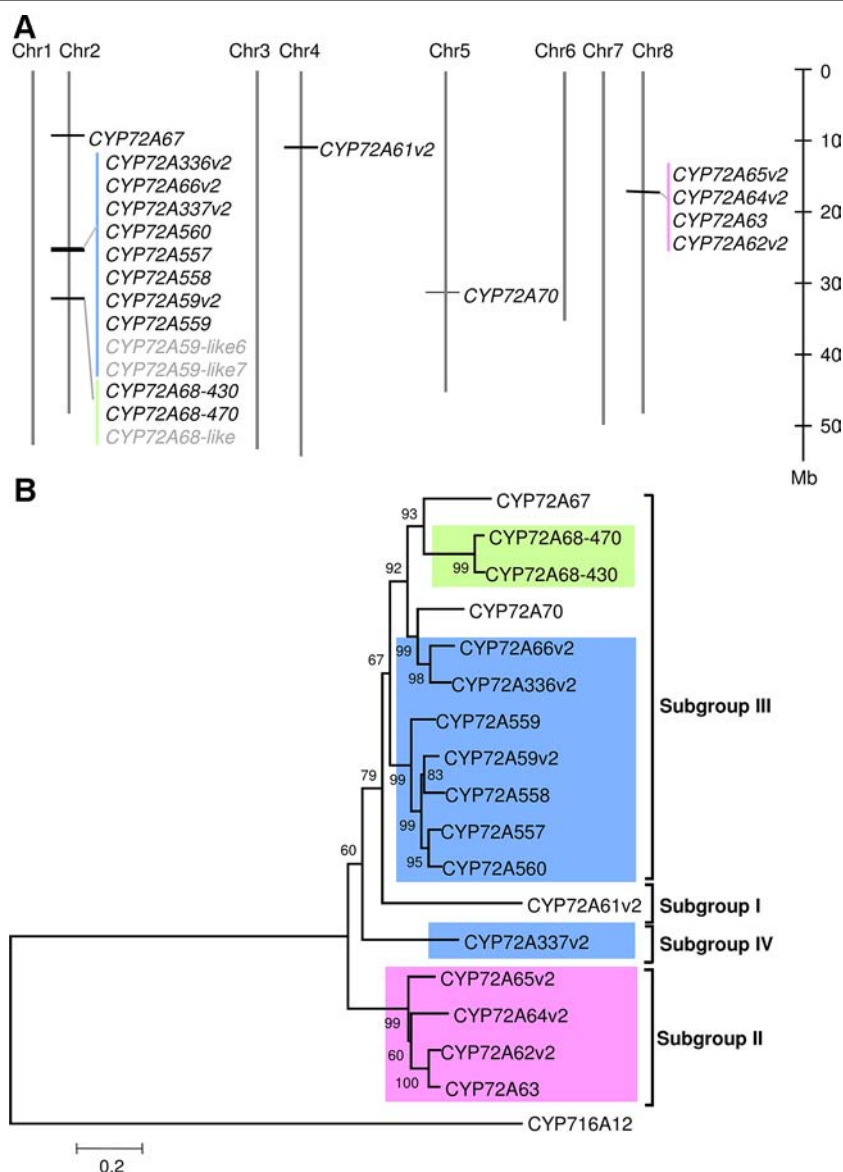 A
Chr1 Chr2 Chr3 Chr4 Chr5 Chr6 Chr7 Chr8
0
10
20
30
40
50
Mb
CYP72A67
CYP72A336v2
CYP72A66v2
CYP72A337v2
CYP72A560
CYP72A557
CYP72A558
CYP72A59v2
CYP72A559
CYP72A59-like6
CYP72A59-like7
CYP72A68-430
CYP72A68-470
CYP72A68-like
CYP72A61v2
CYP72A70
CYP72A65v2
CYP72A64v2
CYP72A63
CYP72A62v2
B
CYP72A67
93
CYP72A68-470
99
CYP72A68-430
92
CYP72A70
99
CYP72A66v2
98
CYP72A336v2
67
Subgroup III
CYP72A559
99
CYP72A59v2
83
CYP72A558
99
CYP72A557
95
CYP72A560
79
CYP72A61v2
Subgroup I
60
CYP72A337v2
Subgroup IV
CYP72A65v2
99
CYP72A64v2
60
CYP72A62v2
Subgroup II
100
CYP72A63
CYP716A12
0.2